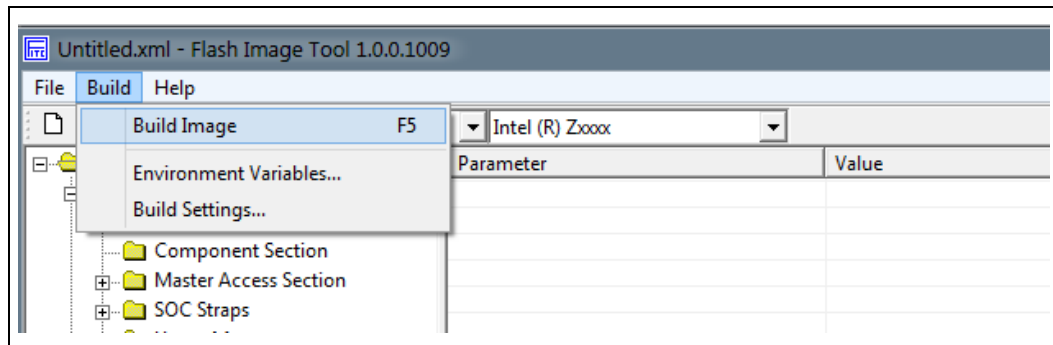 Untitled.xml - Flash Image Tool 1.0.0.1009
File Build Help
Build Image F5
Intel (R) Zxxxx
Environment Variables...
Build Settings...
Parameter Value
Component Section
Master Access Section
SOC Straps